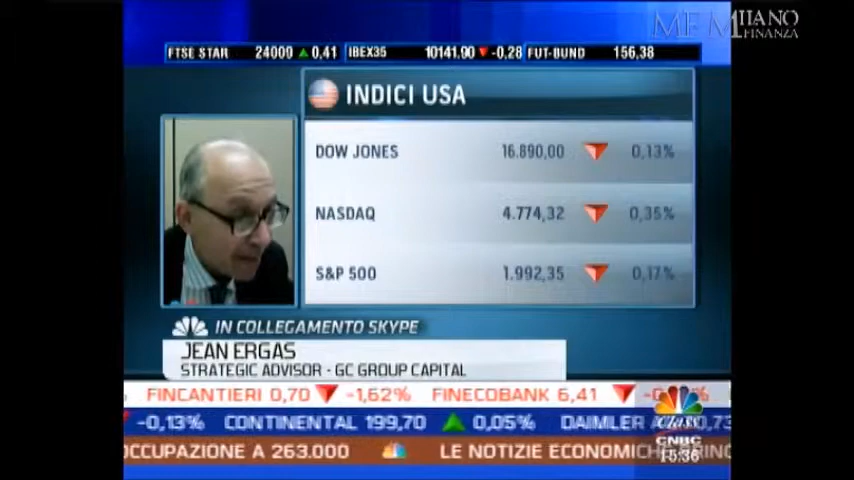 MF MILANO
FINANZA
FTSE STAR 24009 0,41 IBEX35 10141.90 -0,28 FUT-BUND 156,38
INDICI USA
DOW JONES 16.890,00 0,13%
NASDAQ 4.774,32 0,35%
S&P 500 1.992,35 0,17%
IN COLLEGAMENTO SKYPE
JEAN ERGAS
STRATEGIC ADVISOR - GC GROUP CAPITAL
FINCANTIERI 0,70 -1,62% FINECOBANK 6,41
-0,13% CONTINENTAL 199,70 0,05% DAIMLER
Class
CNBC
OCCUPAZIONE A 263.000 LE NOTIZIE ECONOMICHE
15:36